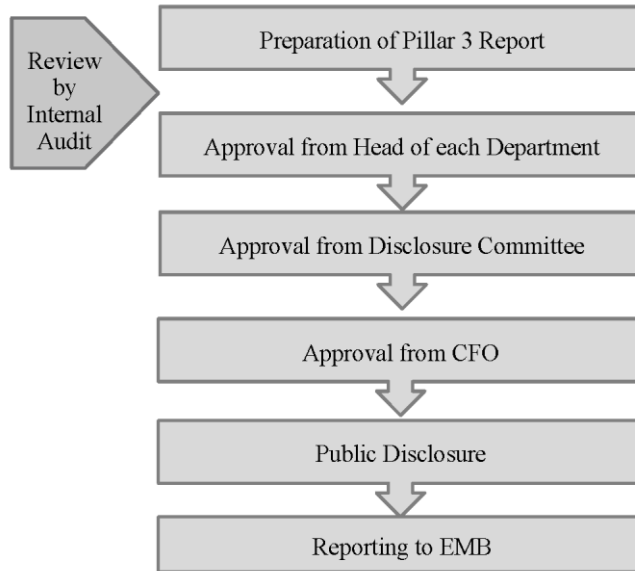 Review
by
Internal
Audit
Preparation of Pillar 3 Report
Approval from Head of each Department
Approval from Disclosure Committee
Approval from CFO
Public Disclosure
Reporting to EMB